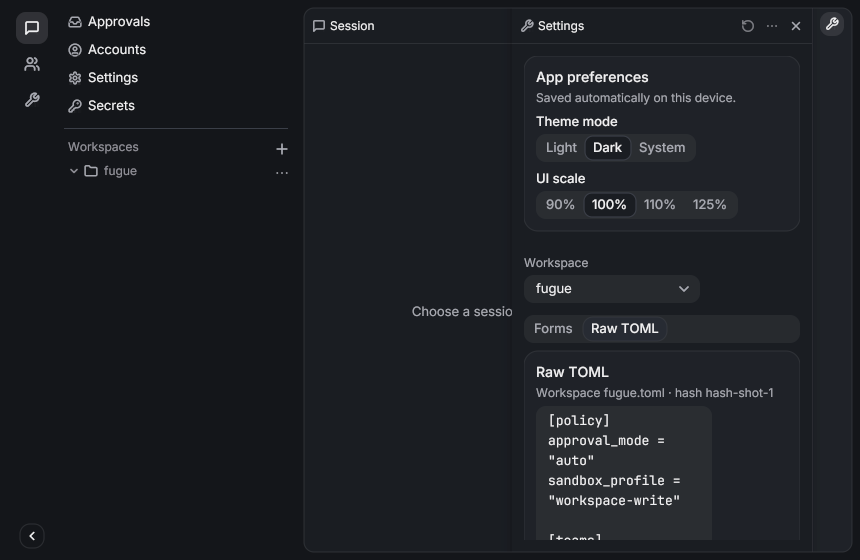 Approvals
Accounts
Settings
Secrets
Workspaces
fugue
Session
Choose a sessio
Settings
App preferences
Saved automatically on this device.
Theme mode
Light Dark System
UI scale
90% 100% 110% 125%
Workspace
fugue
Forms Raw TOML
Raw TOML
Workspace fugue.toml · hash hash-shot-1
[policy]
approval_mode =
"auto"
sandbox_profile =
"workspace-write"
[teams]